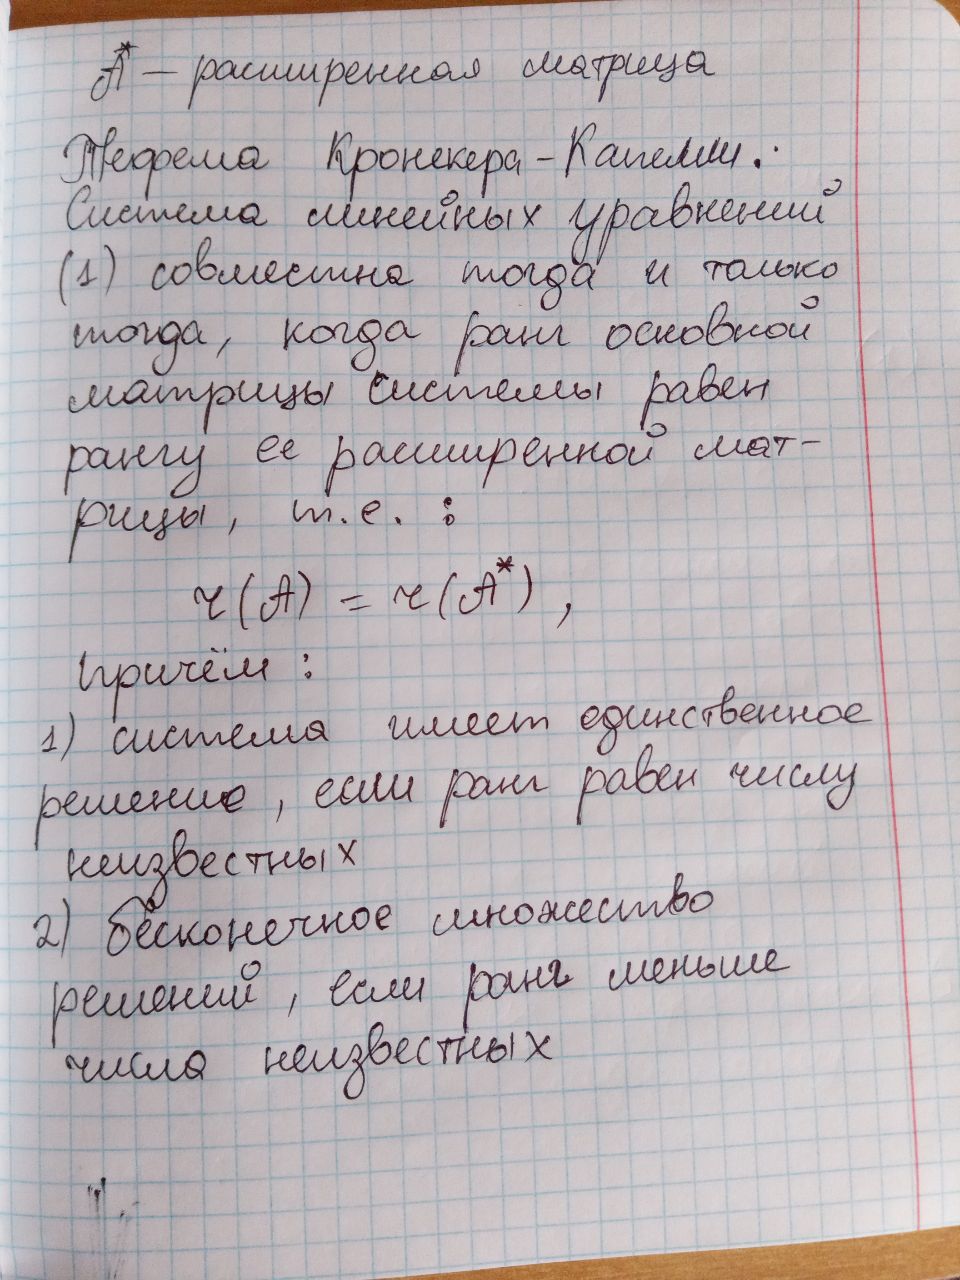 A* — расширенная матрица
Теорема Кронекера-Капелли.
Система линейных уравнений
(1) совместна тогда и только
тогда, когда ранг основной
матрицы системы равен
рангу ее расширенной мат-
рицы, т.е. :
r(A) = r(A*) ,
причём :
1) система имеет единственное
решение, если ранг равен числу
неизвестных
2) бесконечное множество
решений, если ранг меньше
числа неизвестных